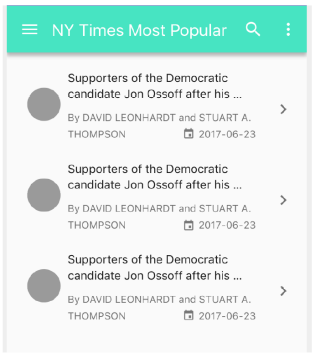 NY Times Most Popular
Supporters of the Democratic
candidate Jon Ossoff after his ...
By DAVID LEONHARDT and STUART A.
THOMPSON 2017-06-23
Supporters of the Democratic
candidate Jon Ossoff after his ...
By DAVID LEONHARDT and STUART A.
THOMPSON 2017-06-23
Supporters of the Democratic
candidate Jon Ossoff after his ...
By DAVID LEONHARDT and STUART A.
THOMPSON 2017-06-23